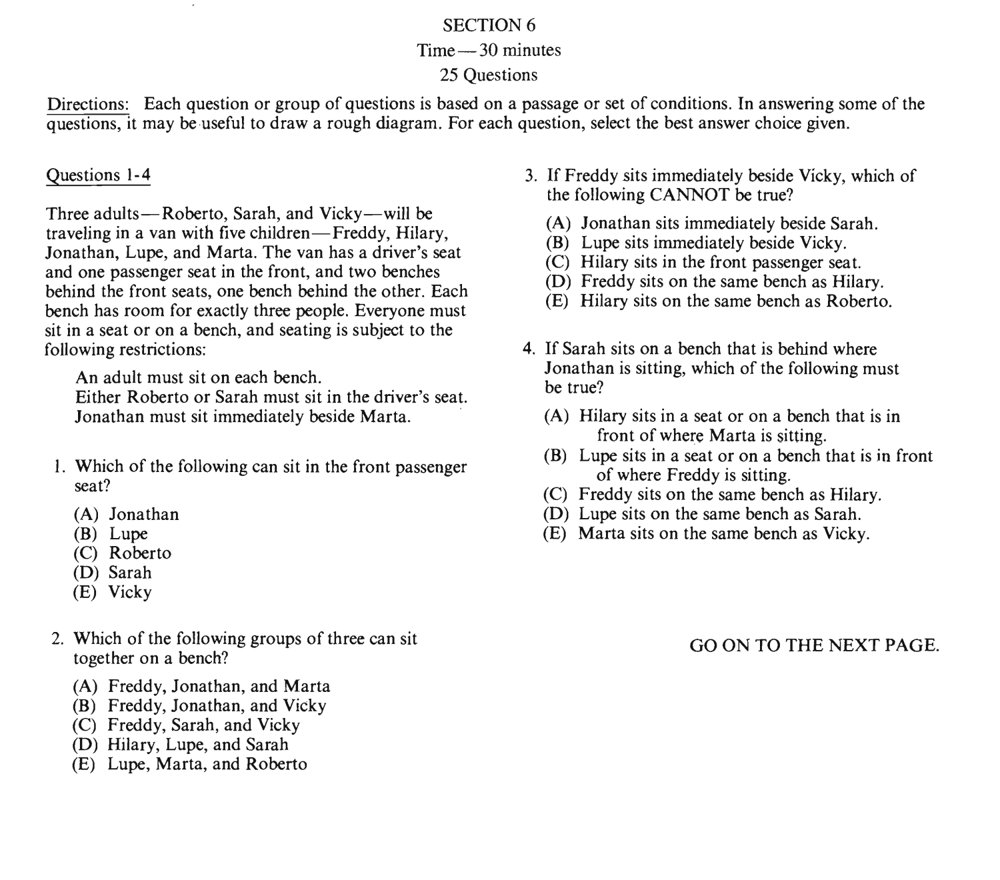 SECTION 6
Time—30 minutes
25 Questions
Directions: Each question or group of questions is based on a passage or set of conditions. In answering some of the
questions, it may be useful to draw a rough diagram. For each question, select the best answer choice given.
Questions 1-4
Three adults—Roberto, Sarah, and Vicky—will be
traveling in a van with five children—Freddy, Hilary,
Jonathan, Lupe, and Marta. The van has a driver's seat
and one passenger seat in the front, and two benches
behind the front seats, one bench behind the other. Each
bench has room for exactly three people. Everyone must
sit in a seat or on a bench, and seating is subject to the
following restrictions:
An adult must sit on each bench.
Either Roberto or Sarah must sit in the driver's seat.
Jonathan must sit immediately beside Marta.
1. Which of the following can sit in the front passenger
seat?
(A) Jonathan
(B) Lupe
(C) Roberto
(D) Sarah
(E) Vicky
2. Which of the following groups of three can sit
together on a bench?
(A) Freddy, Jonathan, and Marta
(B) Freddy, Jonathan, and Vicky
(C) Freddy, Sarah, and Vicky
(D) Hilary, Lupe, and Sarah
(E) Lupe, Marta, and Roberto
3. If Freddy sits immediately beside Vicky, which of
the following CANNOT be true?
(A) Jonathan sits immediately beside Sarah.
(B) Lupe sits immediately beside Vicky.
(C) Hilary sits in the front passenger seat.
(D) Freddy sits on the same bench as Hilary.
(E) Hilary sits on the same bench as Roberto.
4. If Sarah sits on a bench that is behind where
Jonathan is sitting, which of the following must
be true?
(A) Hilary sits in a seat or on a bench that is in
front of where Marta is sitting.
(B) Lupe sits in a seat or on a bench that is in front
of where Freddy is sitting.
(C) Freddy sits on the same bench as Hilary.
(D) Lupe sits on the same bench as Sarah.
(E) Marta sits on the same bench as Vicky.
GO ON TO THE NEXT PAGE.